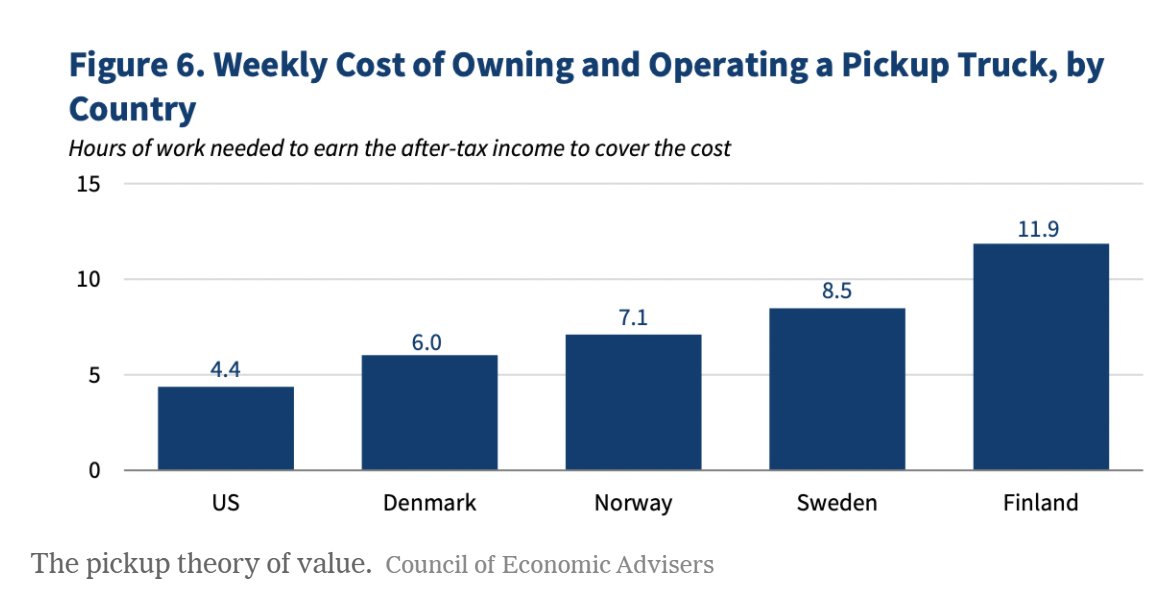 Figure 6. Weekly Cost of Owning and Operating a Pickup Truck, by
Country
Hours of work needed to earn the after-tax income to cover the cost
15
10
5
0
4.4
6.0
7.1
8.5
11.9
US
Denmark
Norway
Sweden
Finland
The pickup theory of value. Council of Economic Advisers